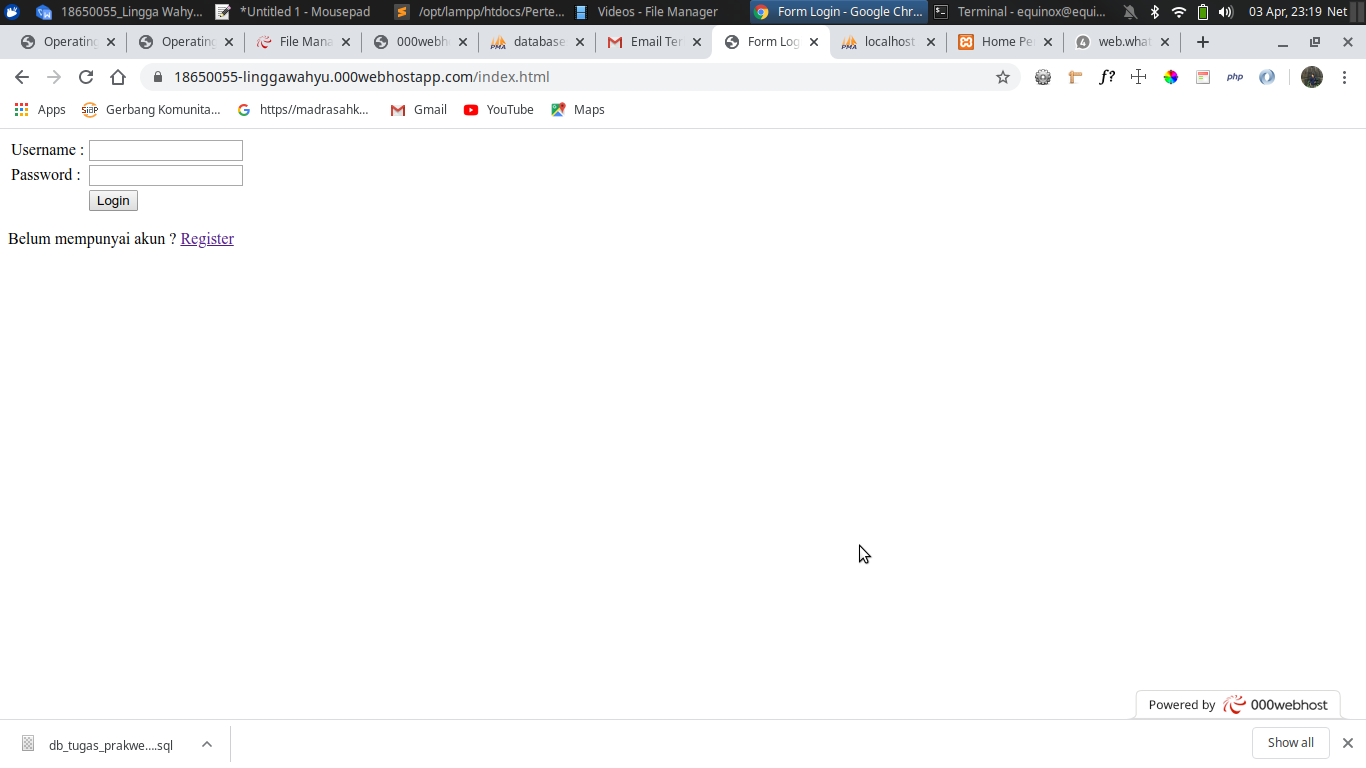 18650055_Lingga Wahy... *Untitled 1 - Mousepad /opt/lampp/htdocs/Perte... Videos - File Manager Form Login - Google Chr... Terminal - equinox@equi... 03 Apr, 23:19 Net
Operating Operating File Mana 000webh database Email Ter Form Log localhost Home Pe web.what
18650055-linggawahyu.000webhostapp.com/index.html f? php
Apps SIAP Gerbang Komunita... https//madrasahk... Gmail YouTube Maps
Username :
Password :
Login
Belum mempunyai akun ? Register
Powered by 000webhost
db_tugas_prakwe....sql Show all